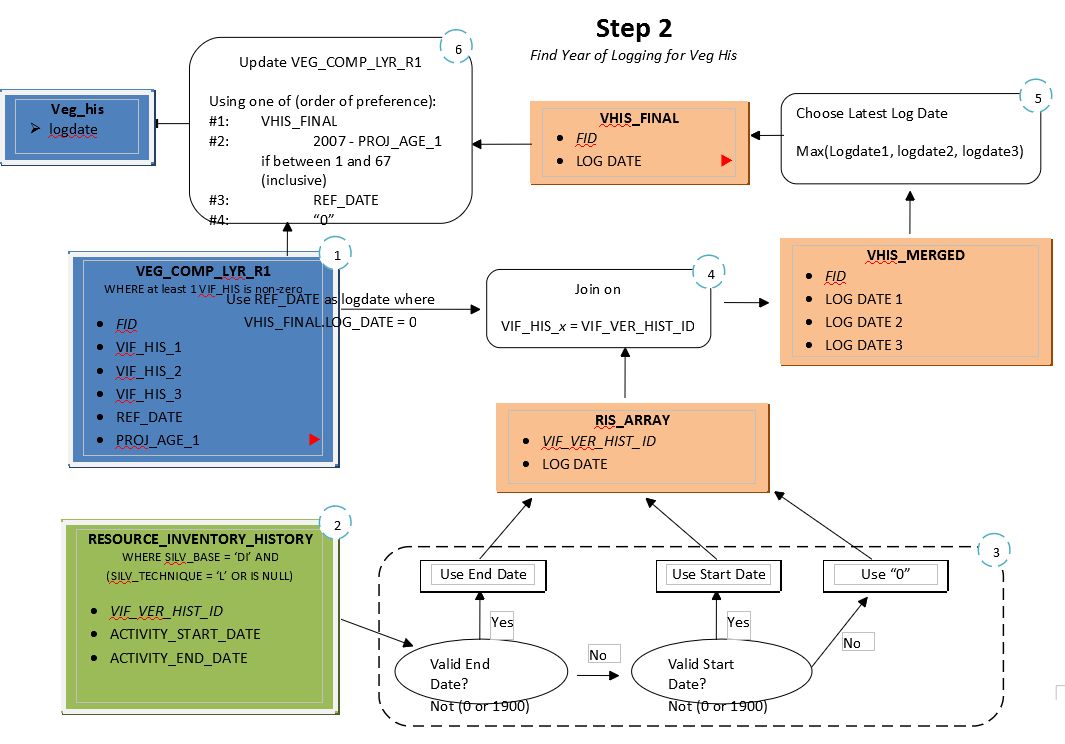 Step 2
Find Year of Logging for Veg His
6
Update VEG_COMP_LYR_R1
Using one of (order of preference):
#1: VHIS_FINAL
#2: 2007 - PROJ_AGE_1
if between 1 and 67
(inclusive)
#3: REF_DATE
#4: “0”
Veg_his
➢ logdate
VHIS_FINAL
• FID
• LOG DATE
5
Choose Latest Log Date
Max(Logdate1, logdate2, logdate3)
1
VEG_COMP_LYR_R1
WHERE at least 1 VIF_HIS is non-zero
• FID
• VIF_HIS_1
• VIF_HIS_2
• VIF_HIS_3
• REF_DATE
• PROJ_AGE_1
Use REF_DATE as logdate where
VHIS_FINAL.LOG_DATE = 0
4
Join on
VIF_HIS_x = VIF_VER_HIST_ID
VHIS_MERGED
• FID
• LOG DATE 1
• LOG DATE 2
• LOG DATE 3
RIS_ARRAY
• VIF_VER_HIST_ID
• LOG DATE
2
RESOURCE_INVENTORY_HISTORY
WHERE SILV_BASE = ‘DI’ AND
(SILV_TECHNIQUE = ‘L’ OR IS NULL)
• VIF_VER_HIST_ID
• ACTIVITY_START_DATE
• ACTIVITY_END_DATE
3
Use End Date
Use Start Date
Use “0”
Yes
Yes
No
No
Valid End
Date?
Not (0 or 1900)
Valid Start
Date?
Not (0 or 1900)